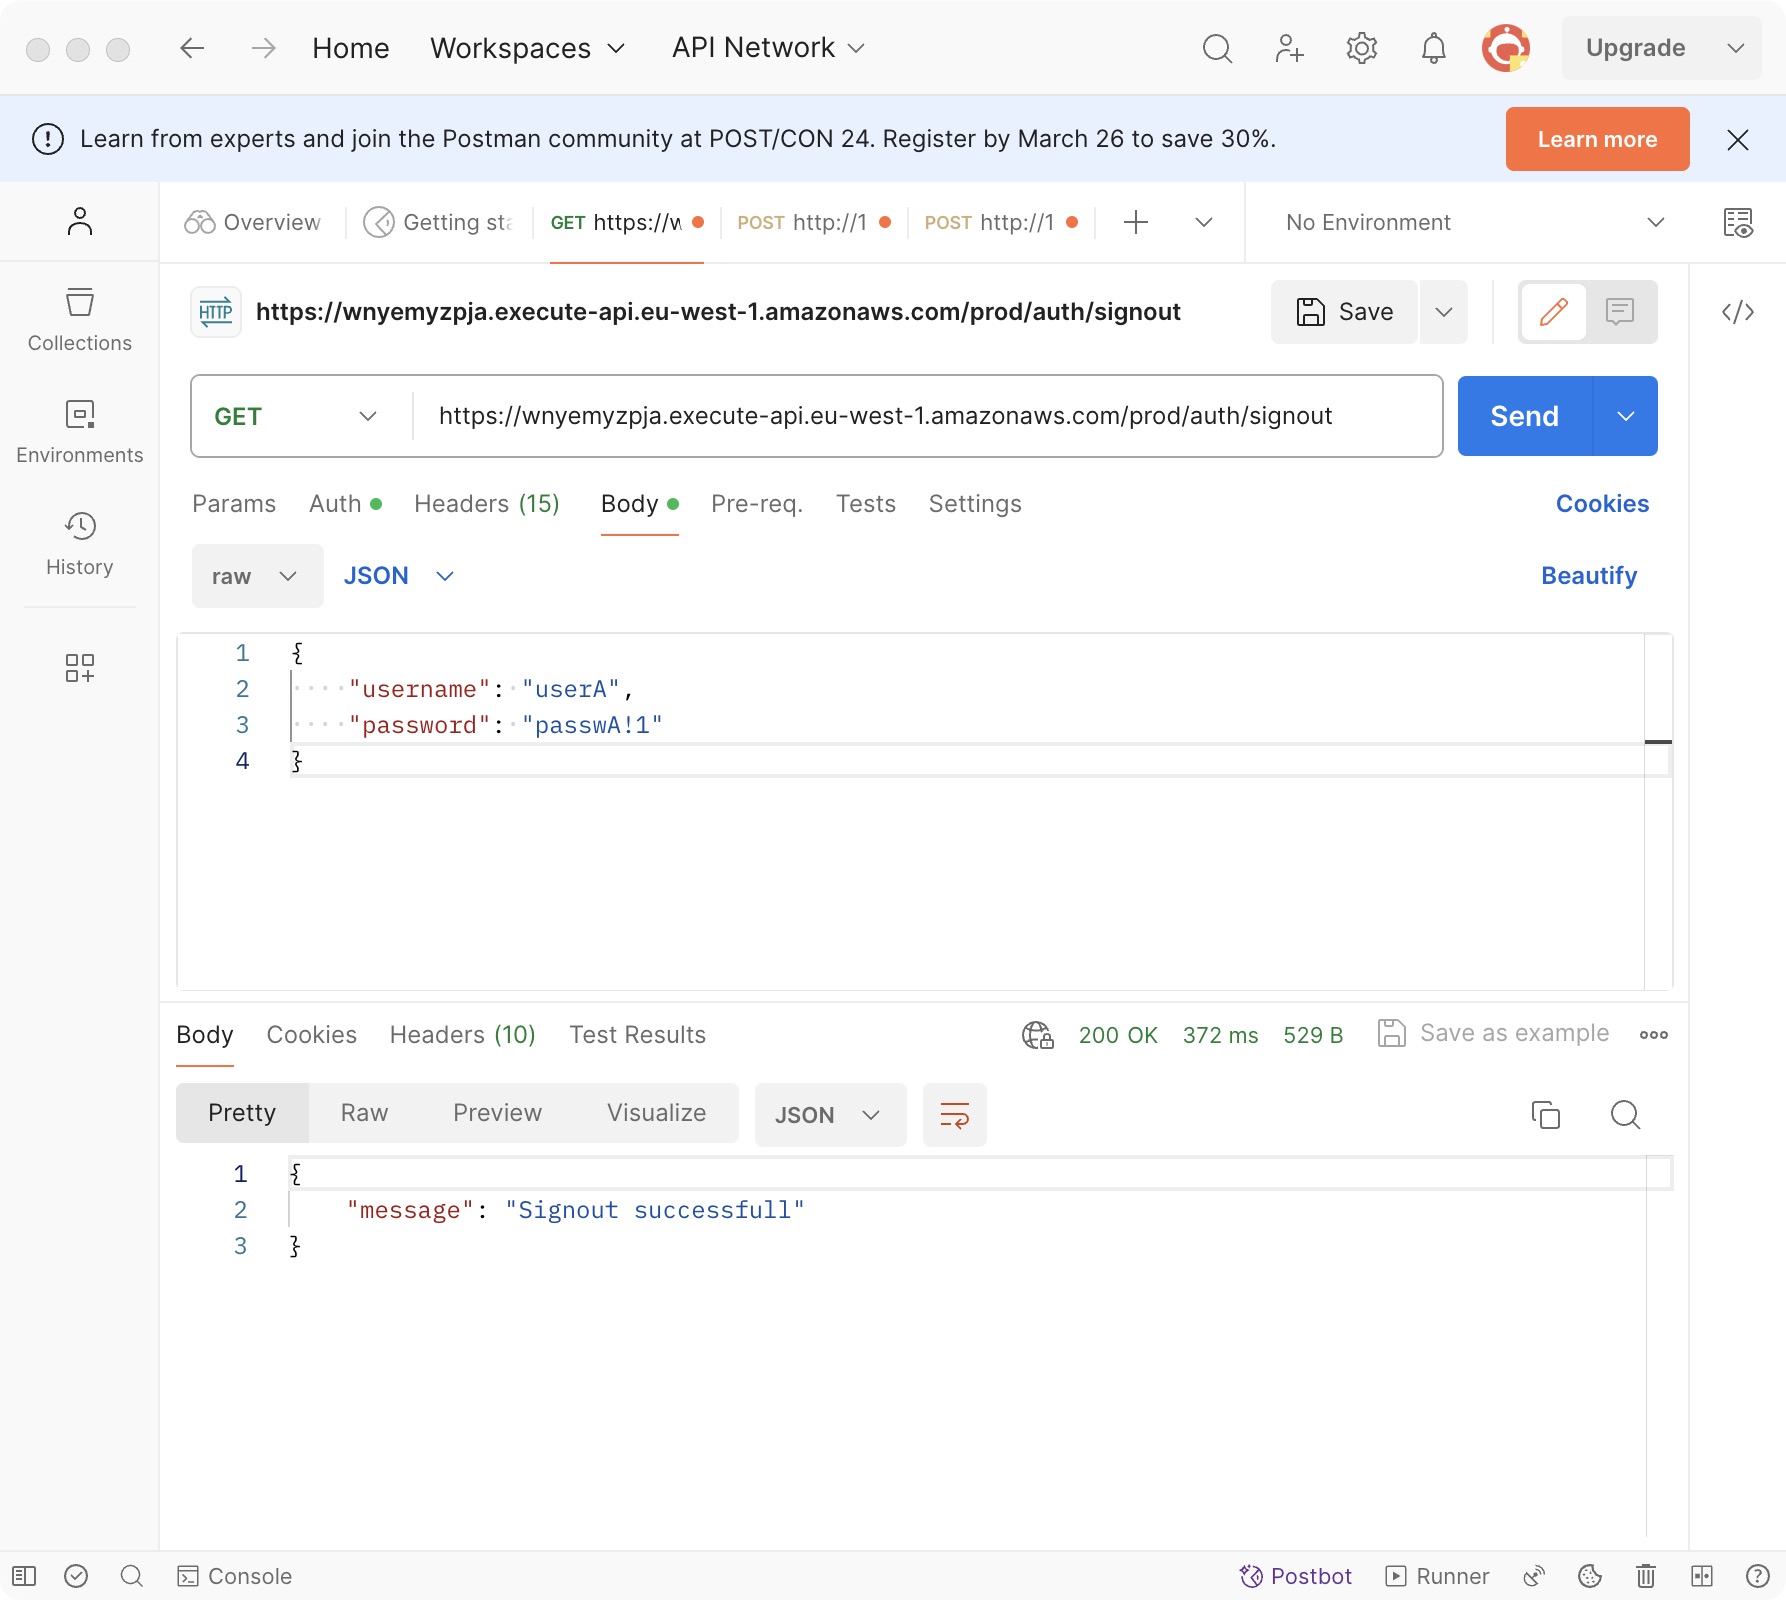 Home Workspaces API Network Upgrade
Learn from experts and join the Postman community at POST/CON 24. Register by March 26 to save 30%. Learn more
Overview Getting sta GET https://w POST http://1 POST http://1 No Environment
HTTP https://wnyemyzpja.execute-api.eu-west-1.amazonaws.com/prod/auth/signout Save
Collections
Environments
History
GET https://wnyemyzpja.execute-api.eu-west-1.amazonaws.com/prod/auth/signout Send
Params Auth Headers (15) Body Pre-req. Tests Settings Cookies
raw JSON Beautify
1 {
2 "username": "userA",
3 "password": "passwA!1"
4 }
Body Cookies Headers (10) Test Results 200 OK 372 ms 529 B Save as example
Pretty Raw Preview Visualize JSON
1 {
2 "message": "Signout successfull"
3 }
Console Postbot Runner